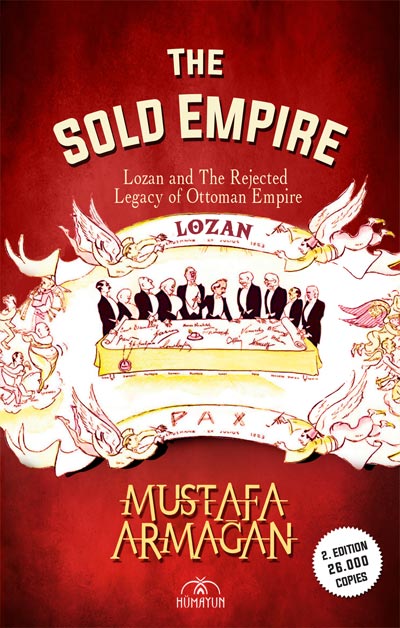 THE
SOLD EMPIRE
Lozan and The Rejected
Legacy of Ottoman Empire
LOZAN
PAX
MUSTAFA
ARMAGAN
2. EDITION
26.000
COPIES
HÜMAYUN